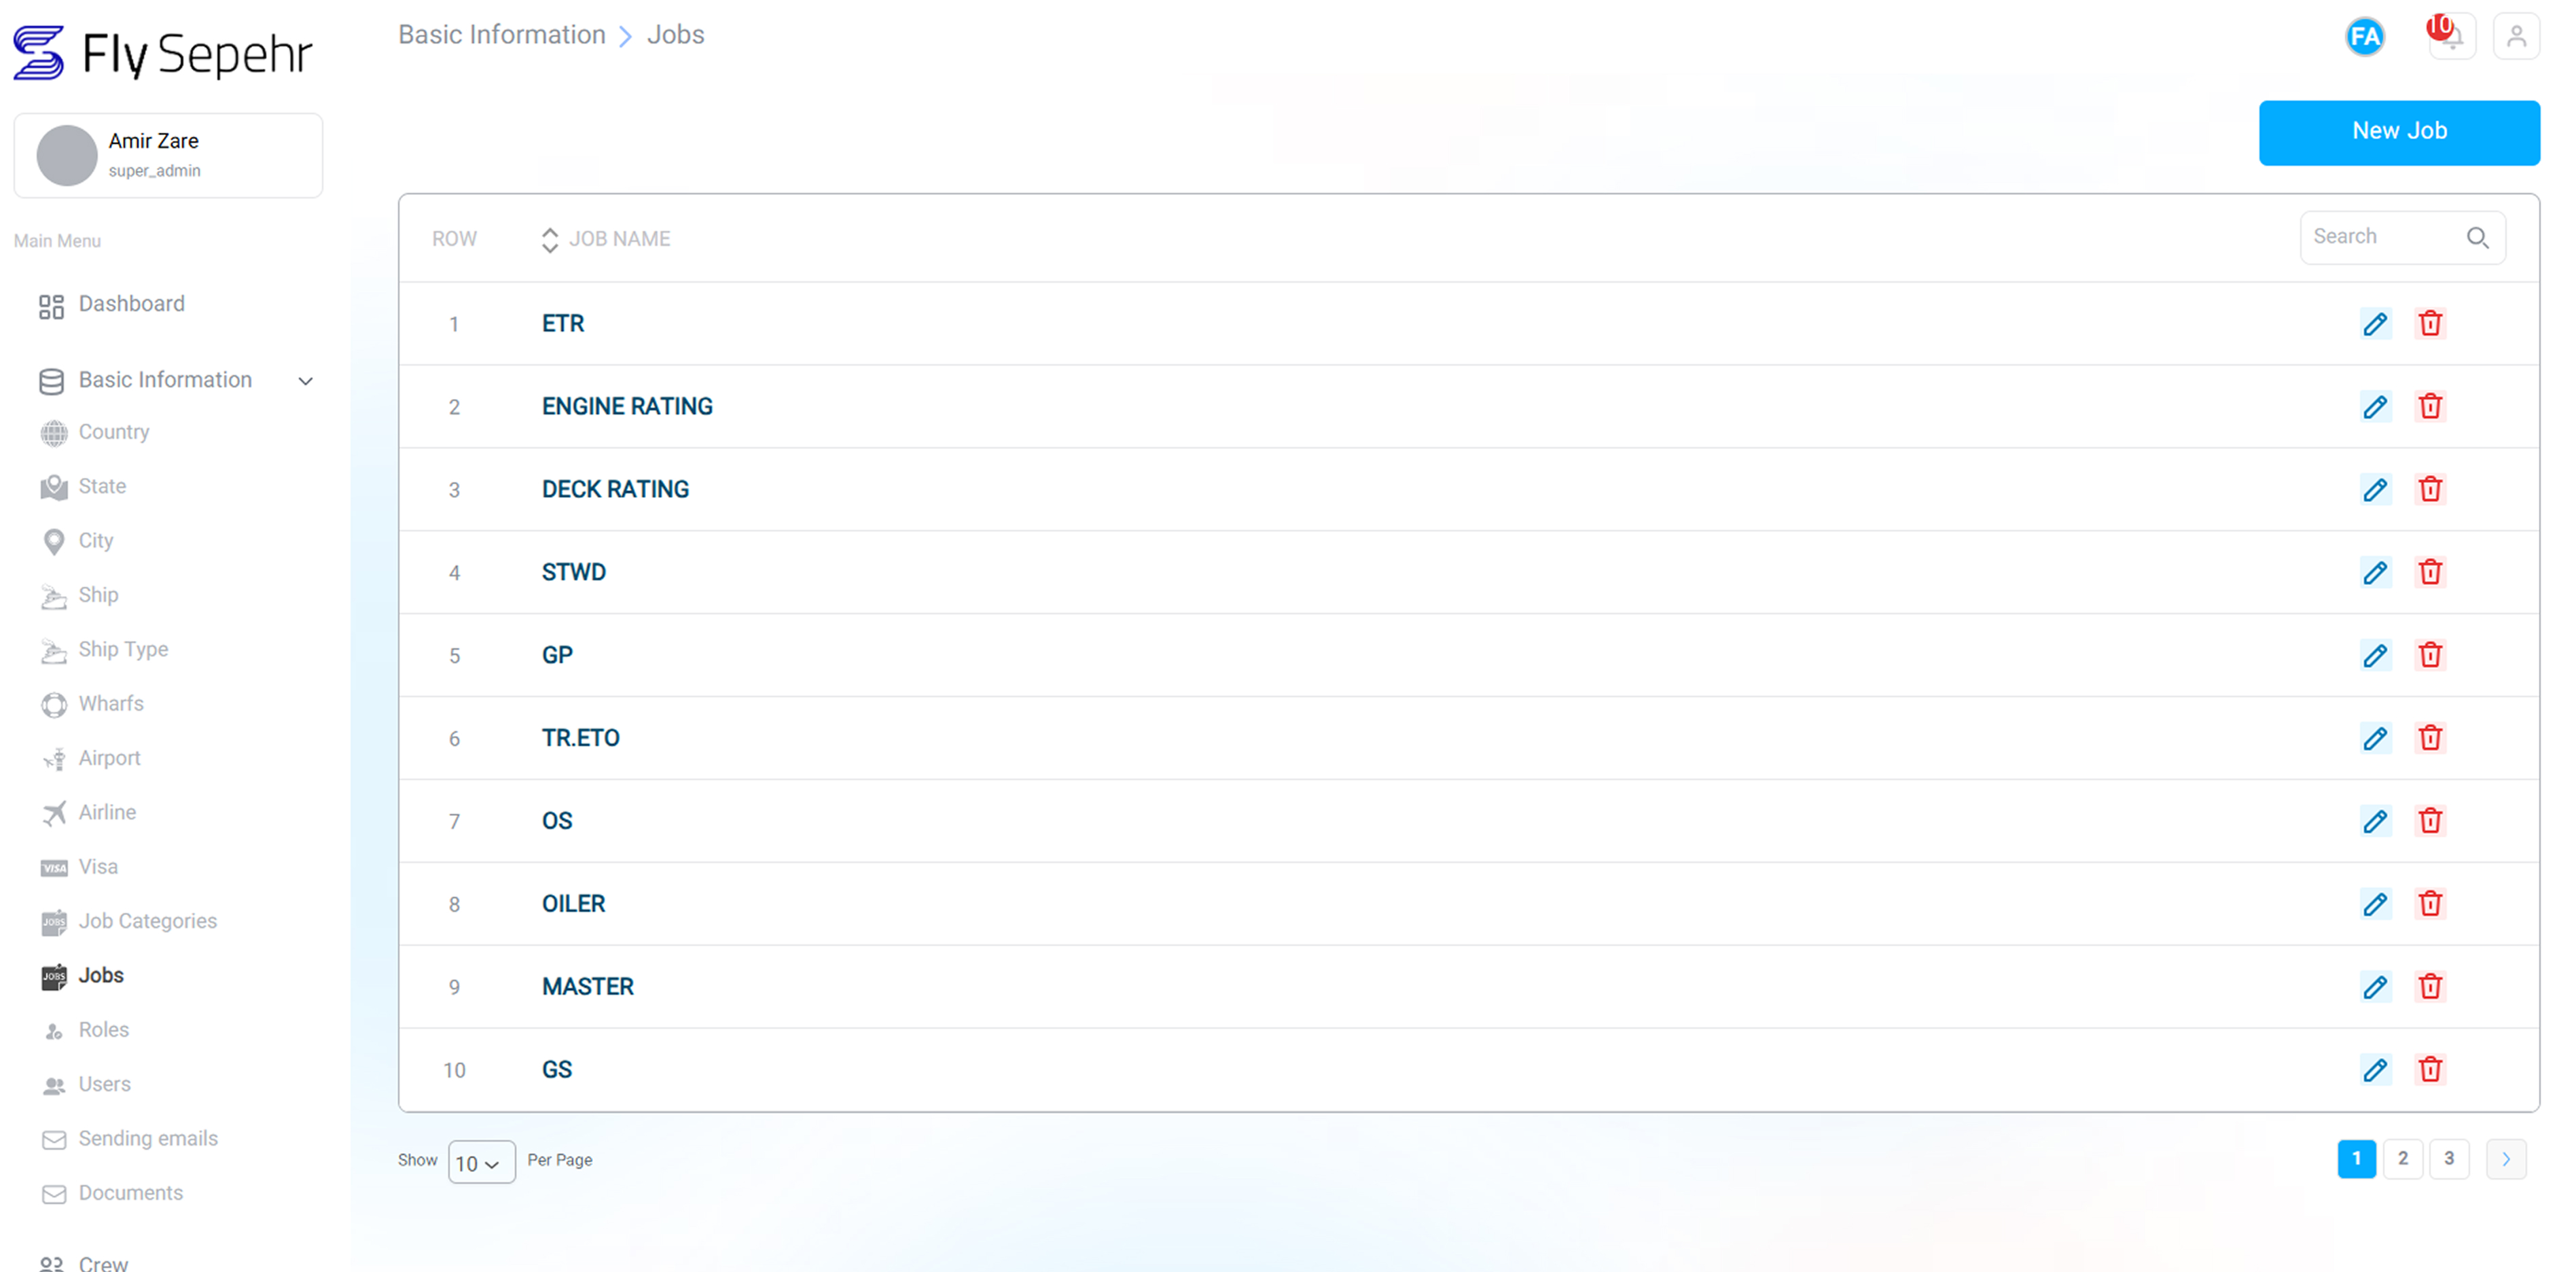 Fly Sepehr
Amir Zare
super_admin
Main Menu
Dashboard
Basic Information
Country
State
City
Ship
Ship Type
Wharfs
Airport
Airline
VISA Visa
JOBS Job Categories
JOBS Jobs
Roles
Users
Sending emails
Documents
Crew
Basic Information > Jobs
FA
10
New Job
ROW JOB NAME Search
1 ETR
2 ENGINE RATING
3 DECK RATING
4 STWD
5 GP
6 TR.ETO
7 OS
8 OILER
9 MASTER
10 GS
Show 10 Per Page
1 2 3 >